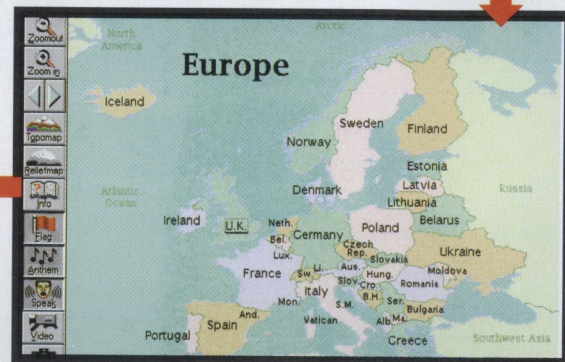 Zoomout
Zoom in
Topomap
Reliefmap
Info
Flag
Anthem
Speak
Video
Europe
North
America
Arctic
Iceland
Sweden
Finland
Norway
Estonia
Latvia
Lithuania
Russia
Denmark
Atlantic
Ocean
Ireland
U.K.
Neth.
Bel.
Lux.
Germany
Poland
Belarus
Czech
Rep.
Slovakia
Ukraine
France
Sw.
Li.
Aus.
Hung.
Moldova
Slov.
Cro.
Romania
Italy
B.H.
Ser.
Mon.
S.M.
Bulgaria
And.
Vatican
Alb.
Ma.
Portugal
Spain
Greece
Southwest Asia